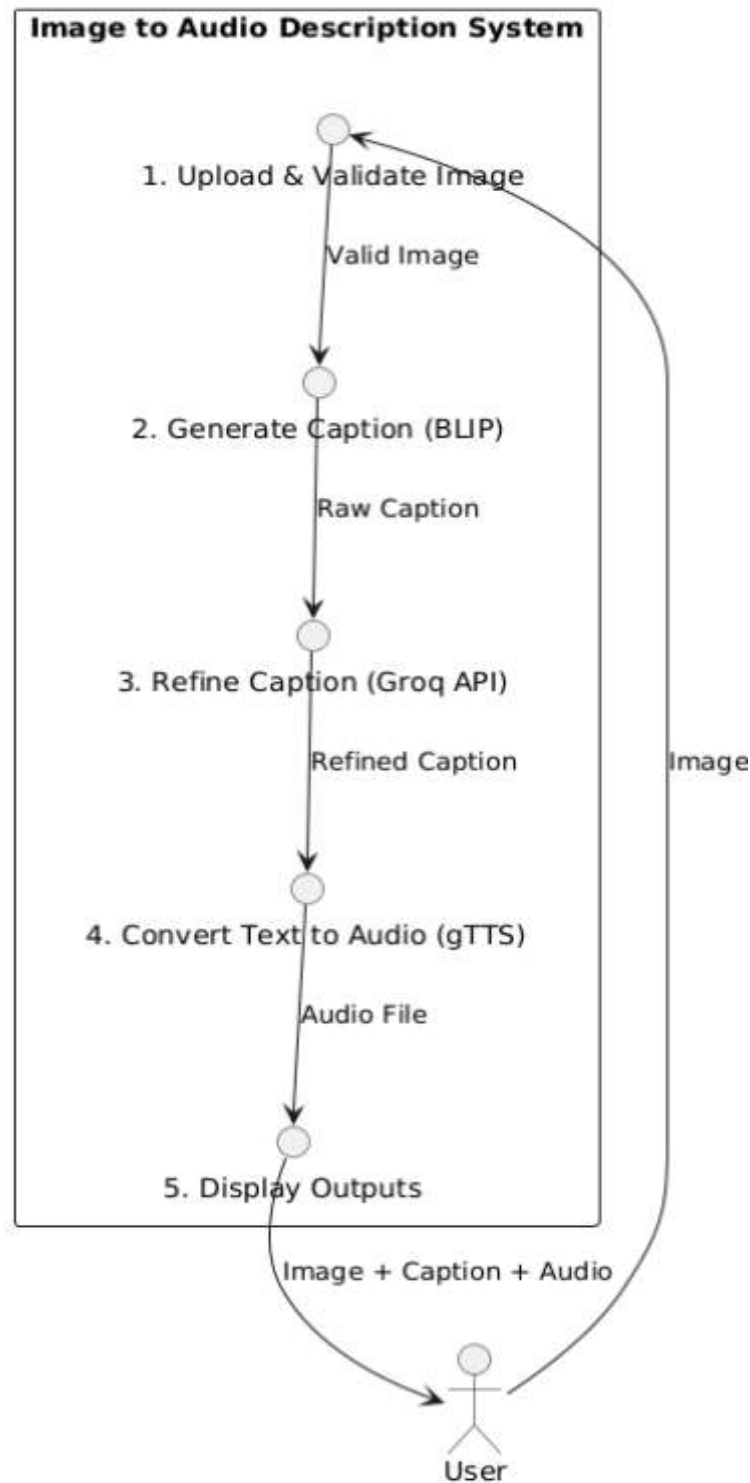 Image to Audio Description System
1. Upload & Validate Image
Valid Image
2. Generate Caption (BLIP)
Raw Caption
3. Refine Caption (Groq API)
Refined Caption
Image
4. Convert Text to Audio (gTTS)
Audio File
5. Display Outputs
Image + Caption + Audio
User